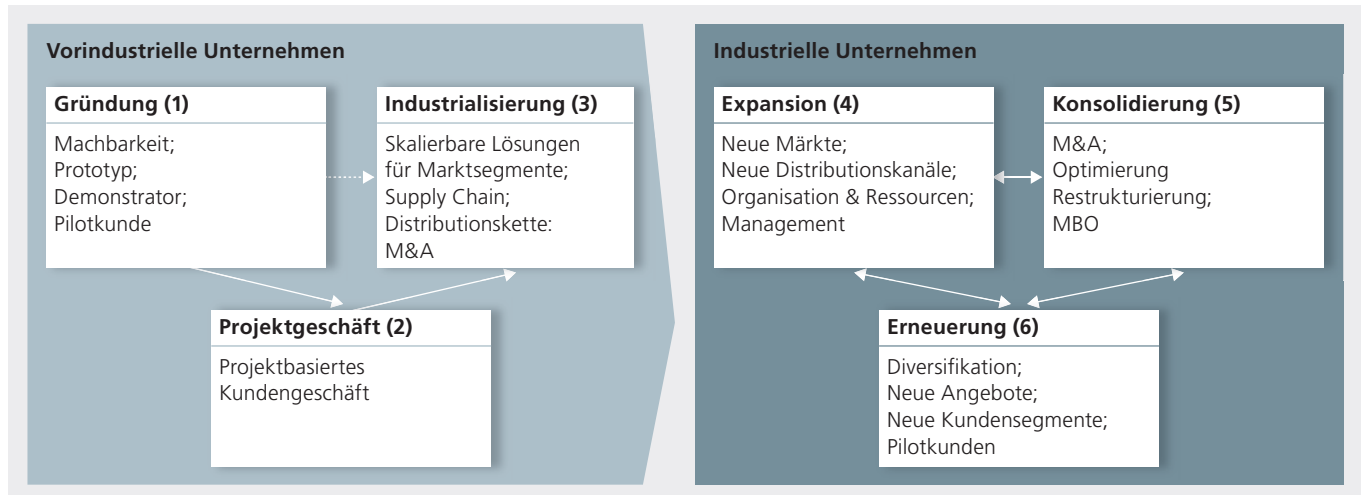 Vorindustrielle Unternehmen
Gründung (1)
Machbarkeit;
Prototyp;
Demonstrator;
Pilotkunde
Industrialisierung (3)
Skalierbare Lösungen
für Marktsegmente;
Supply Chain;
Distributionskette:
M&A
Projektgeschäft (2)
Projektbasiertes
Kundengeschäft
Industrielle Unternehmen
Expansion (4)
Neue Märkte;
Neue Distributionskanäle;
Organisation & Ressourcen;
Management
Konsolidierung (5)
M&A;
Optimierung
Restrukturierung;
MBO
Erneuerung (6)
Diversifikation;
Neue Angebote;
Neue Kundensegmente;
Pilotkunden